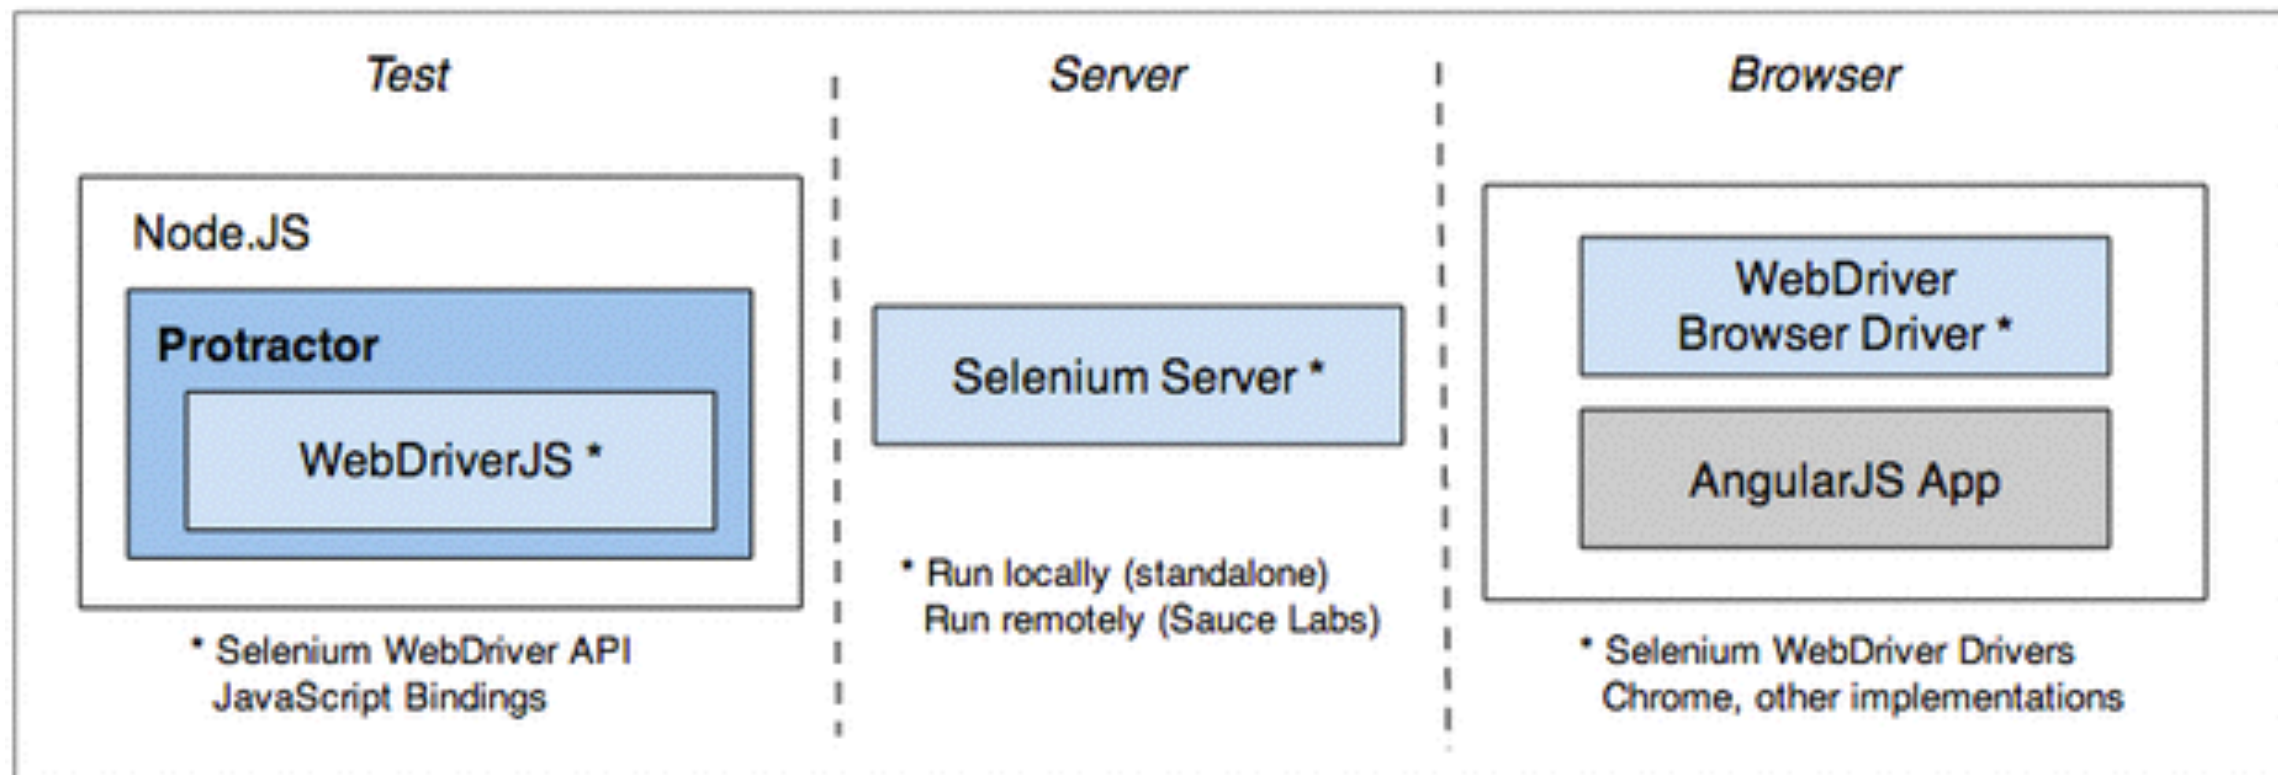 Test
Node.JS
Protractor
WebDriverJS *
* Selenium WebDriver API
JavaScript Bindings
Server
Selenium Server *
* Run locally (standalone)
Run remotely (Sauce Labs)
Browser
WebDriver
Browser Driver *
AngularJS App
* Selenium WebDriver Drivers
Chrome, other implementations